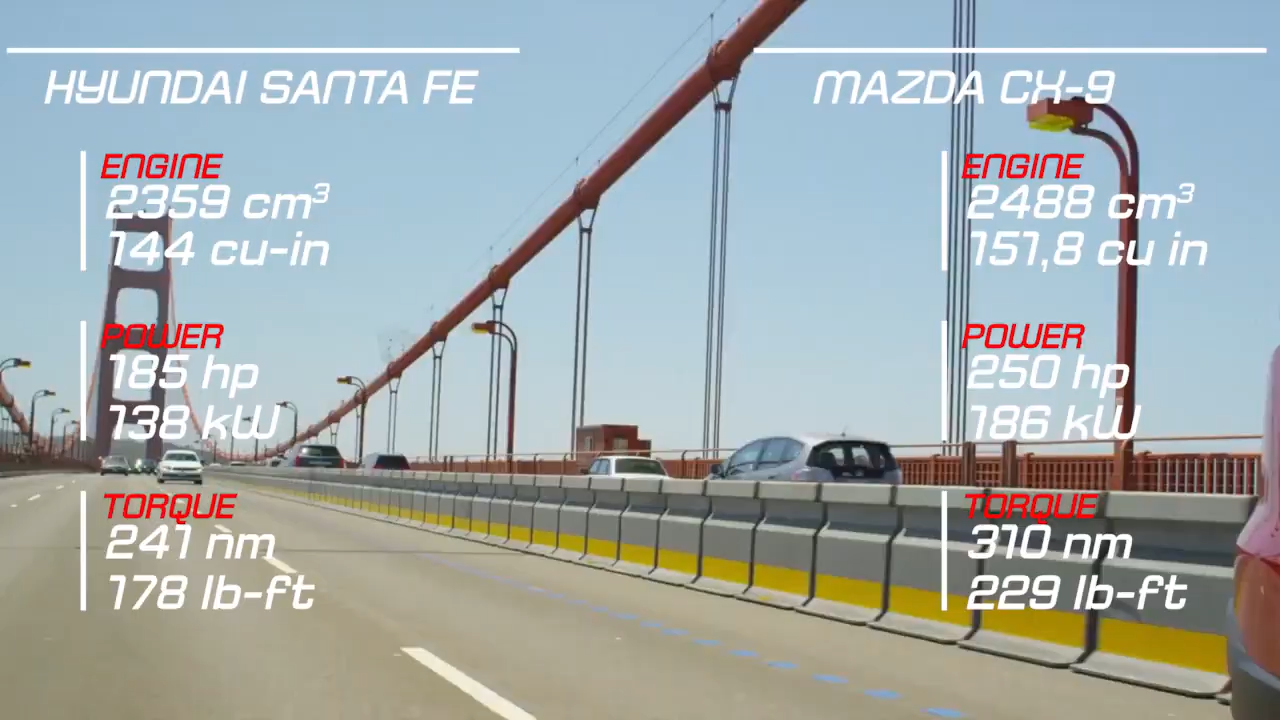 HYUNDAI SANTA FE
ENGINE
2359 cm³
144 cu-in
POWER
185 hp
138 kW
TORQUE
241 nm
178 lb-ft
MAZDA CX-9
ENGINE
2488 cm³
151,8 cu in
POWER
250 hp
186 kW
TORQUE
310 nm
229 lb-ft